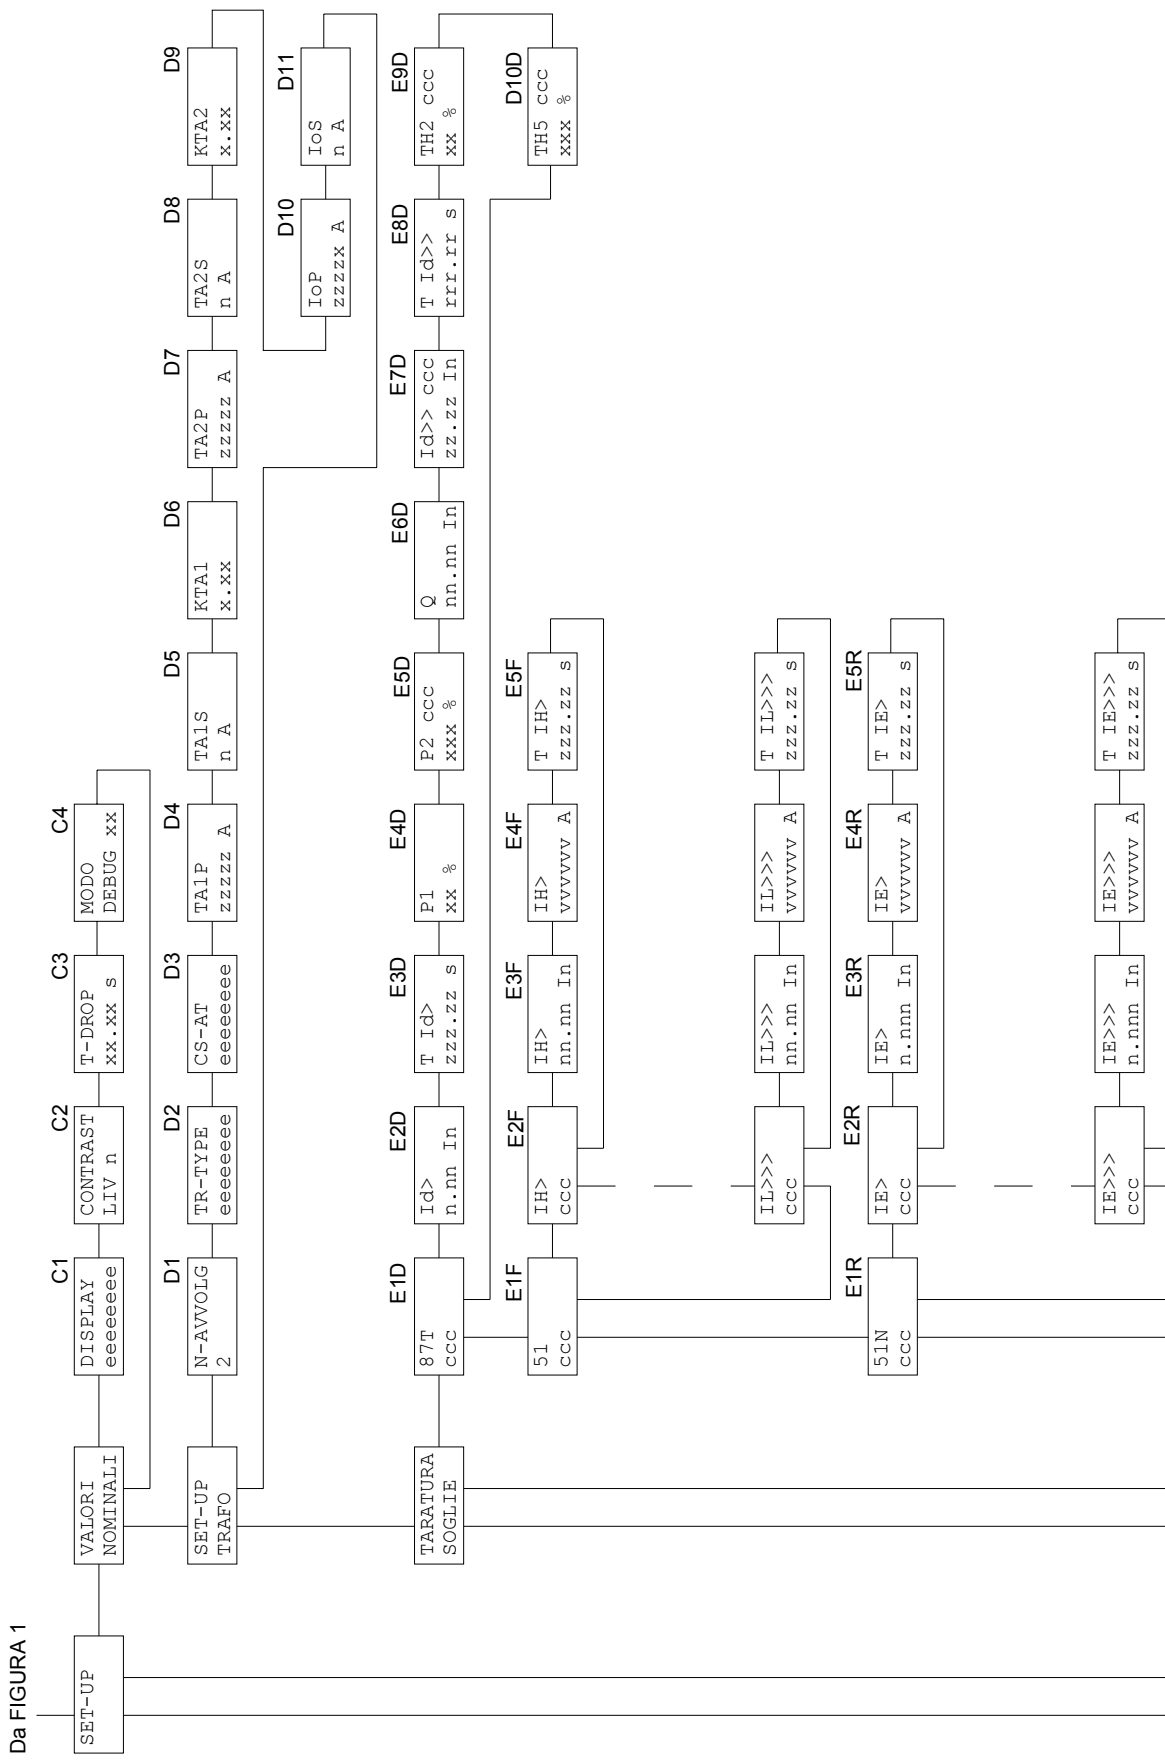 Da FIGURA 1
SET-UP
VALORI
NOMINALI
C1
DISPLAY
eeeeeeee
C2
CONTRAST
LIV n
C3
T-DROP
xx.xx s
C4
MODO
DEBUG xx
SET-UP
TRAFO
D1
N-AVVOLG
2
D2
TR-TYPE
eeeeeeee
D3
CS-AT
eeeeeeee
D4
TA1P
zzzzz A
D5
TA1S
n A
D6
KTA1
x.xx
D7
TA2P
zzzzz A
D8
TA2S
n A
D9
KTA2
x.xx
D10
IoP
zzzzx A
D11
IoS
n A
TARATURA
SOGLIE
E1D
87T
ccc
E2D
Id>
n.nn In
E3D
T Id>
zzz.zz s
E4D
P1
xx %
E5D
P2 ccc
xxx %
E6D
Q
nn.nn In
E7D
Id>> ccc
zz.zz In
E8D
T Id>>
rrr.rr s
E9D
TH2 ccc
xx %
D10D
TH5 ccc
xxx %
E1F
51
ccc
E2F
IH>
ccc
E3F
IH>
nn.nn In
E4F
IH>
vvvvvv A
E5F
T IH>
zzz.zz s
IL>>>
ccc
IL>>>
nn.nn In
IL>>>
vvvvvv A
T IL>>>
zzz.zz s
E1R
51N
ccc
E2R
IE>
ccc
E3R
IE>
n.nnn In
E4R
IE>
vvvvvv A
E5R
T IE>
zzz.zz s
IE>>>
ccc
IE>>>
n.nnn In
IE>>>
vvvvvv A
T IE>>>
zzz.zz s